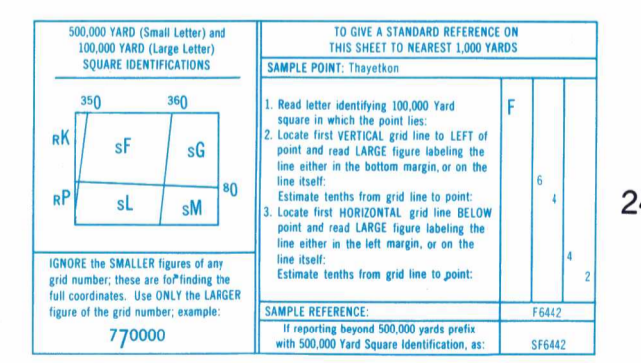 500,000 YARD (Small Letter) and
100,000 YARD (Large Letter)
SQUARE IDENTIFICATIONS
350 360
RK sF sG
80
RP sL sM
IGNORE the SMALLER figures of any
grid number; these are for finding the
full coordinates. Use ONLY the LARGER
figure of the grid number; example:
770000
TO GIVE A STANDARD REFERENCE ON
THIS SHEET TO NEAREST 1,000 YARDS
SAMPLE POINT: Thayetkon
1. Read letter identifying 100,000 Yard F
square in which the point lies:
2. Locate first VERTICAL grid line to LEFT of
point and read LARGE figure labeling the
line either in the bottom margin, or on the
line itself: 6
Estimate tenths from grid line to point: 4
3. Locate first HORIZONTAL grid line BELOW
point and read LARGE figure labeling the
line either in the left margin, or on the
line itself: 4
Estimate tenths from grid line to point: 2
SAMPLE REFERENCE: F6442
If reporting beyond 500,000 yards prefix
with 500,000 Yard Square Identification, as: SF6442